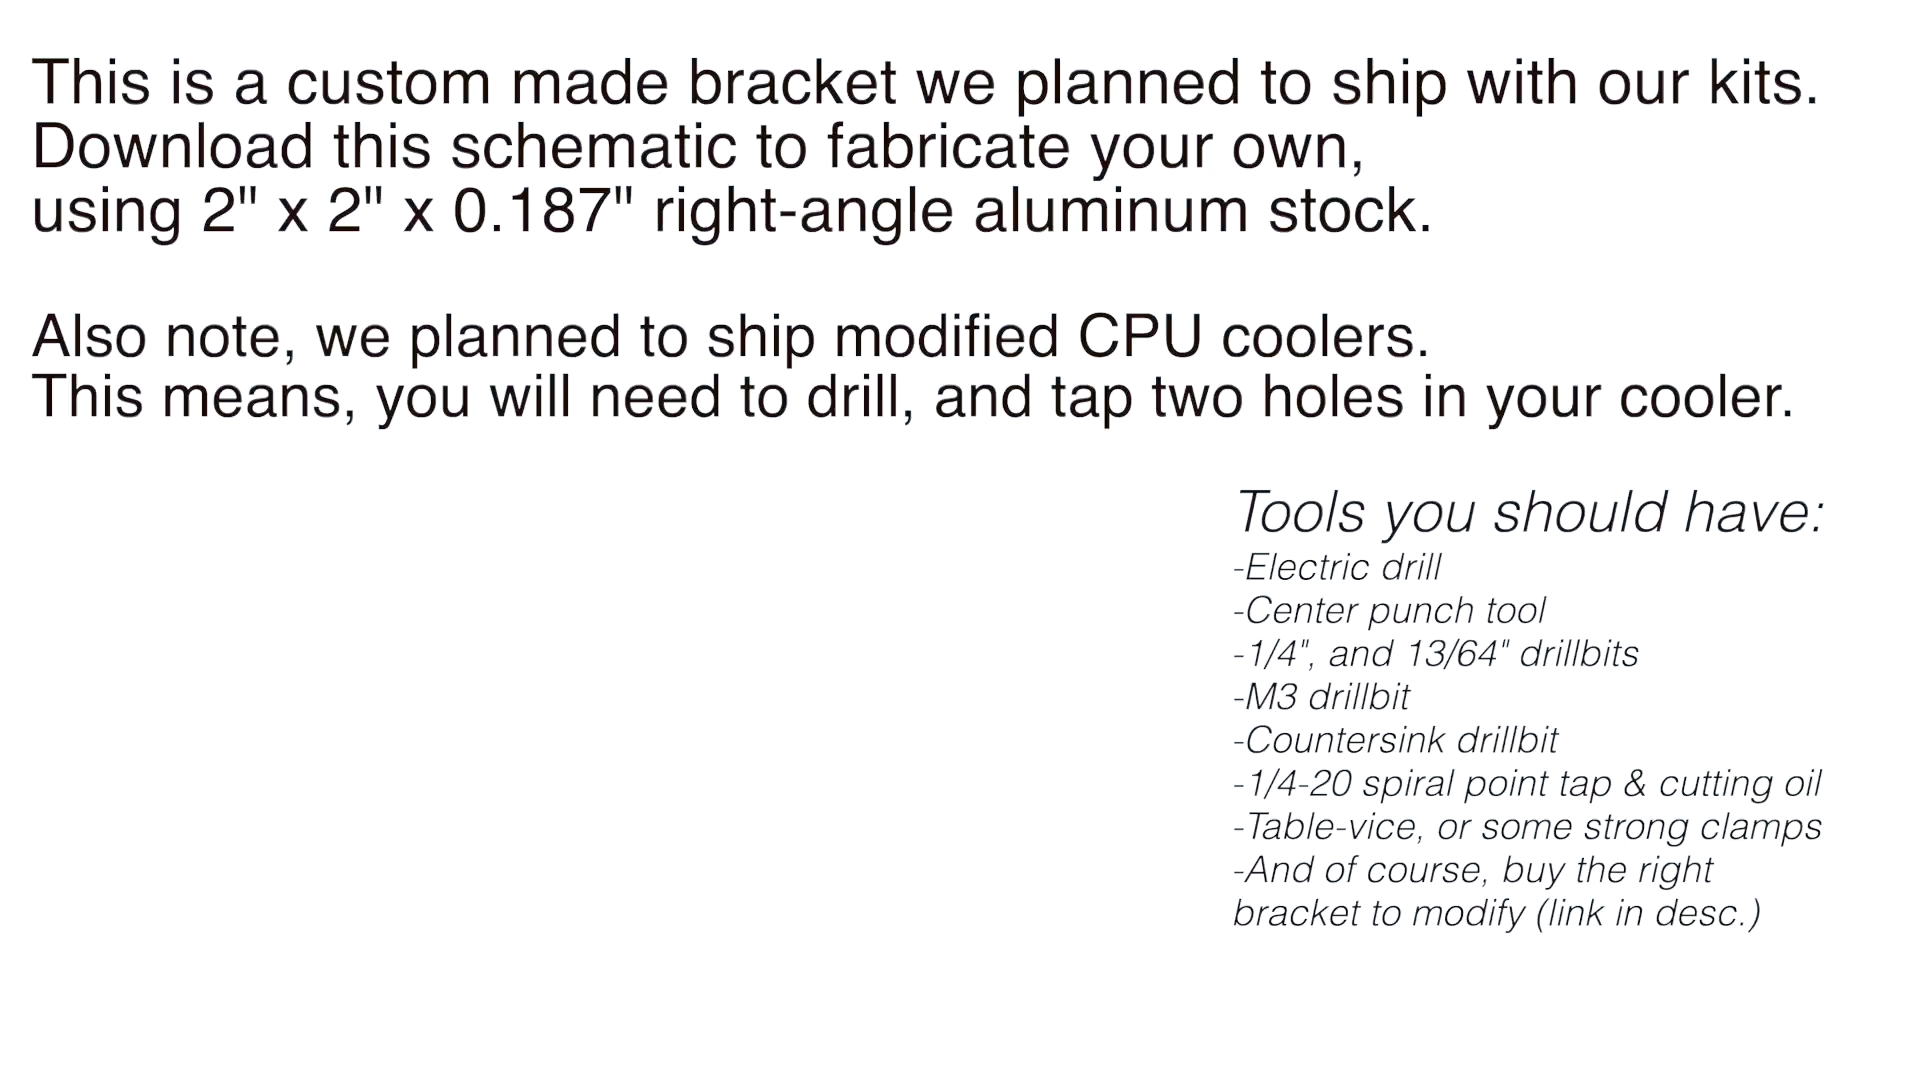 This is a custom made bracket we planned to ship with our kits.
Download this schematic to fabricate your own,
using 2" x 2" x 0.187" right-angle aluminum stock.
Also note, we planned to ship modified CPU coolers.
This means, you will need to drill, and tap two holes in your cooler.
Tools you should have:
-Electric drill
-Center punch tool
-1/4", and 13/64" drillbits
-M3 drillbit
-Countersink drillbit
-1/4-20 spiral point tap & cutting oil
-Table-vice, or some strong clamps
-And of course, buy the right
bracket to modify (link in desc.)